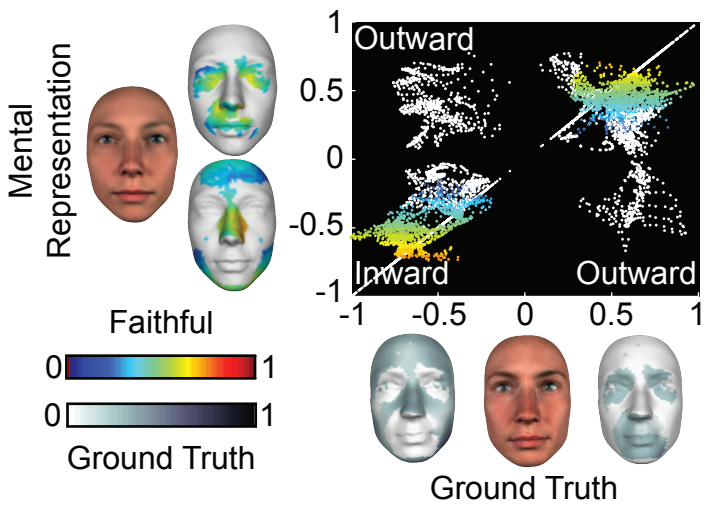 Mental
Representation
1
0.5
0
-0.5
-1
Outward
Inward
Outward
-1
-0.5
0
0.5
1
Faithful
0
1
0
1
Ground Truth
Ground Truth